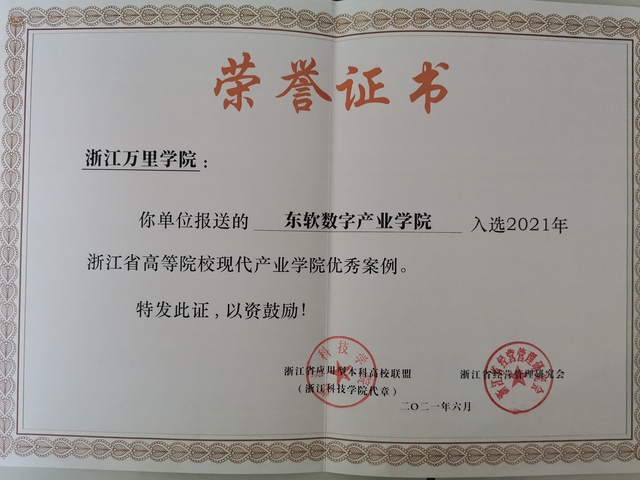 荣誉证书
浙江万里学院：
你单位报送的 东软数字产业学院 入选2021年
浙江省高等院校现代产业学院优秀案例。
特发此证，以资鼓励！
浙江省应用型本科高校联盟 浙江省经营管理研究会
（浙江科技学院代章）
二〇二一年六月